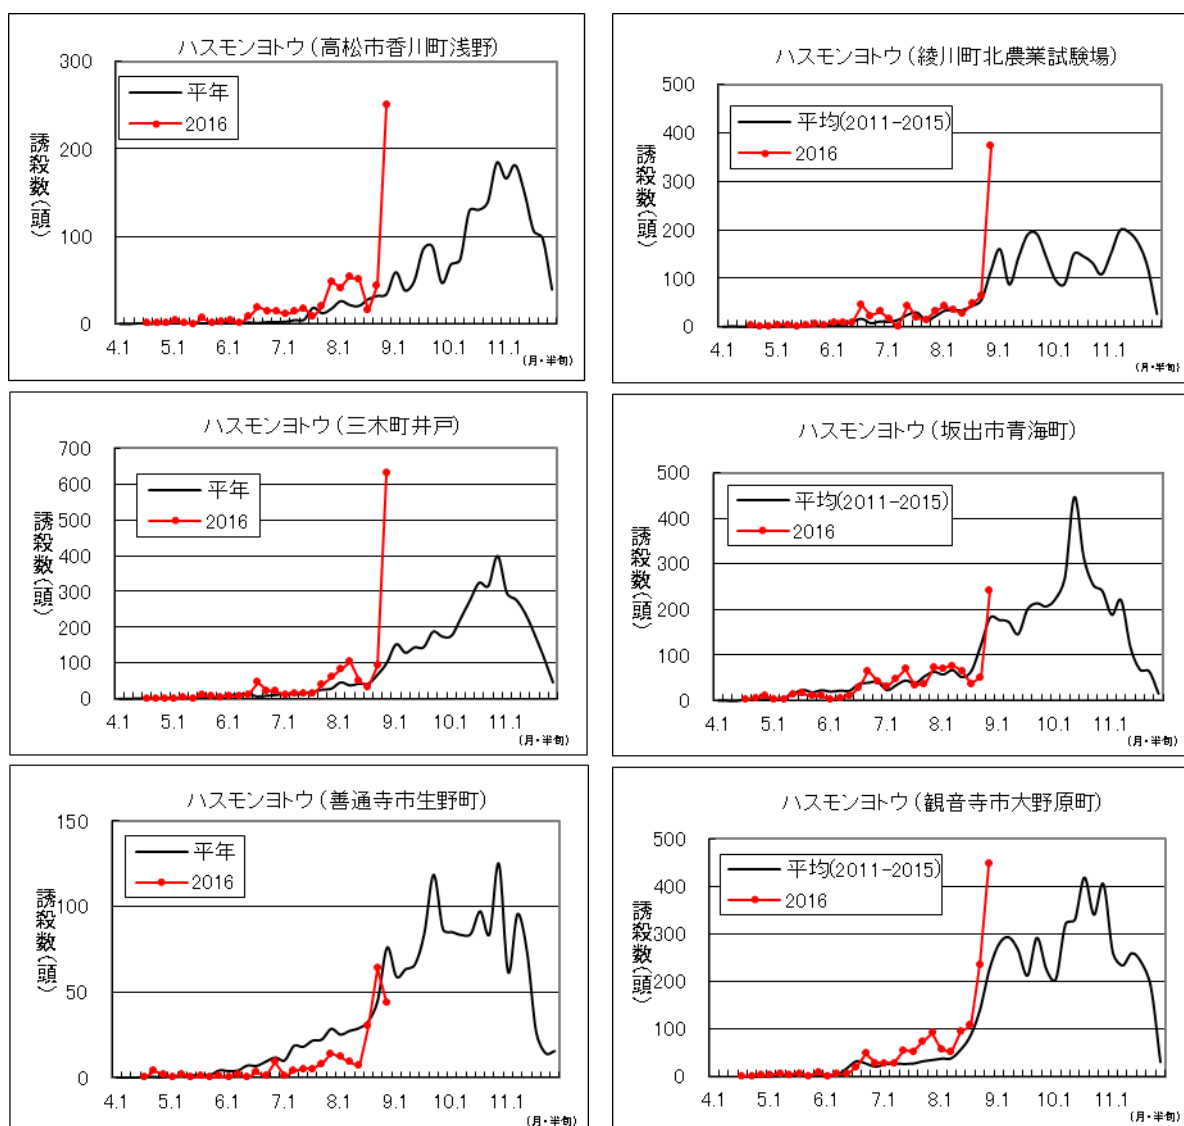 ハスモンヨトウ(高松市香川町浅野)
300
200
100
0
誘殺数(頭)
平年
2016
4.1 5.1 6.1 7.1 8.1 9.1 10.1 11.1
(月・半旬)
ハスモンヨトウ(綾川町北農業試験場)
500
400
300
200
100
0
誘殺数(頭)
平均(2011-2015)
2016
4.1 5.1 6.1 7.1 8.1 9.1 10.1 11.1
(月・半旬)
ハスモンヨトウ(三木町井戸)
700
600
500
400
300
200
100
0
誘殺数(頭)
平年
2016
4.1 5.1 6.1 7.1 8.1 9.1 10.1 11.1
(月・半旬)
ハスモンヨトウ(坂出市青海町)
500
400
300
200
100
0
誘殺数(頭)
平均(2011-2015)
2016
4.1 5.1 6.1 7.1 8.1 9.1 10.1 11.1
(月・半旬)
ハスモンヨトウ(善通寺市生野町)
150
100
50
0
誘殺数(頭)
平年
2016
4.1 5.1 6.1 7.1 8.1 9.1 10.1 11.1
(月・半旬)
ハスモンヨトウ(観音寺市大野原町)
500
400
300
200
100
0
誘殺数(頭)
平均(2011-2015)
2016
4.1 5.1 6.1 7.1 8.1 9.1 10.1 11.1
(月・半旬)